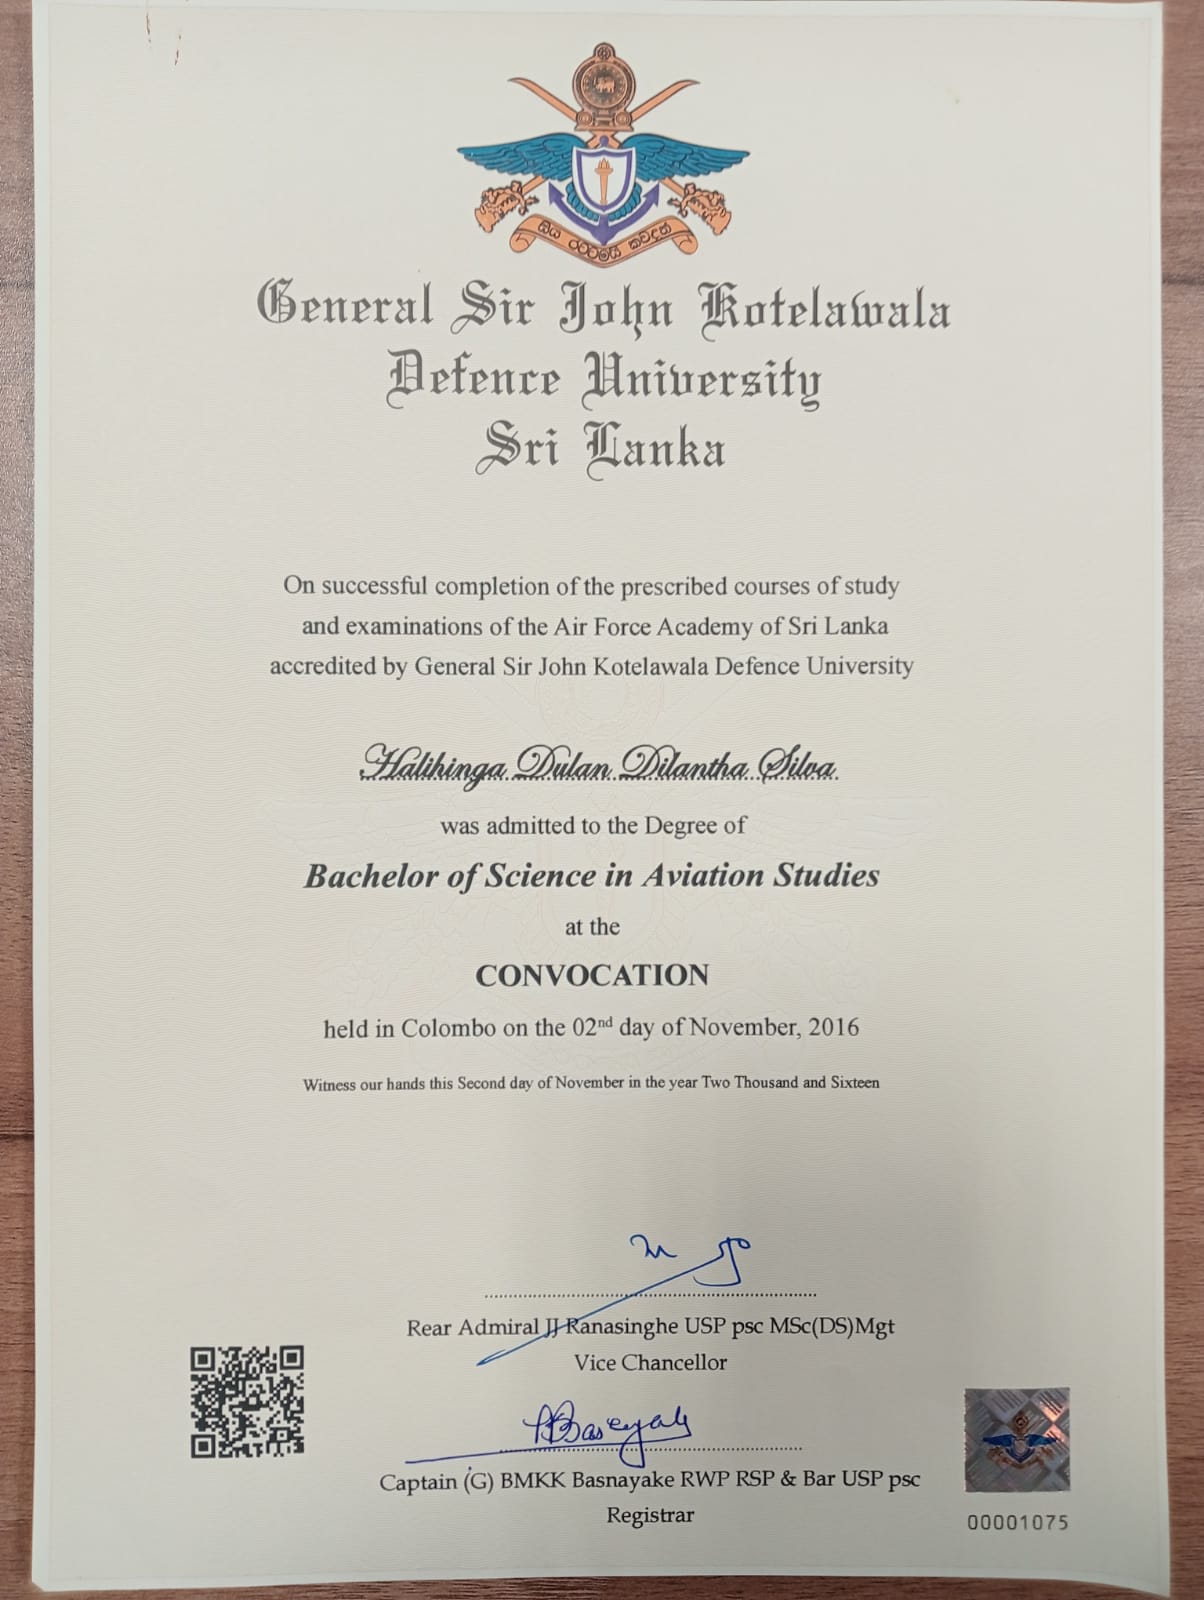 සිය රටටමයි කවදත්
General Sir John Kotelawala
Defence University
Sri Lanka
On successful completion of the prescribed courses of study
and examinations of the Air Force Academy of Sri Lanka
accredited by General Sir John Kotelawala Defence University
Halihinga Dulan Dilantha Silva
was admitted to the Degree of
Bachelor of Science in Aviation Studies
at the
CONVOCATION
held in Colombo on the 02nd day of November, 2016
Witness our hands this Second day of November in the year Two Thousand and Sixteen
Rear Admiral JJ Ranasinghe USP psc MSc(DS)Mgt
Vice Chancellor
Captain (G) BMKK Basnayake RWP RSP & Bar USP psc
Registrar
00001075